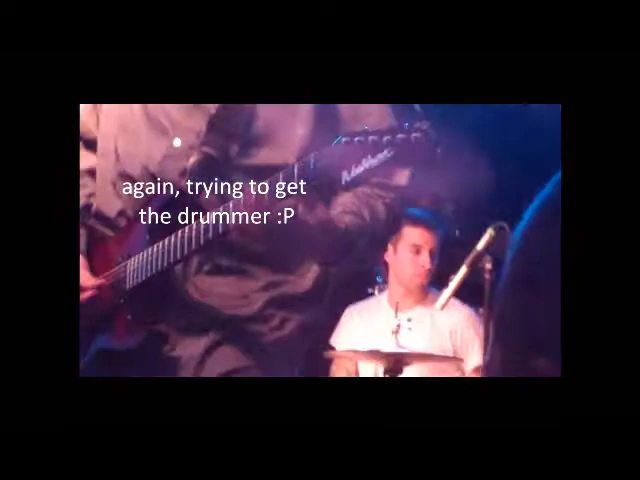 again, trying to get
the drummer :P